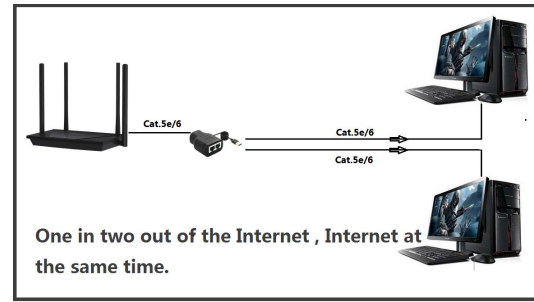 Cat.5e/6
Cat.5e/6
Cat.5e/6
One in two out of the Internet , Internet at
the same time.